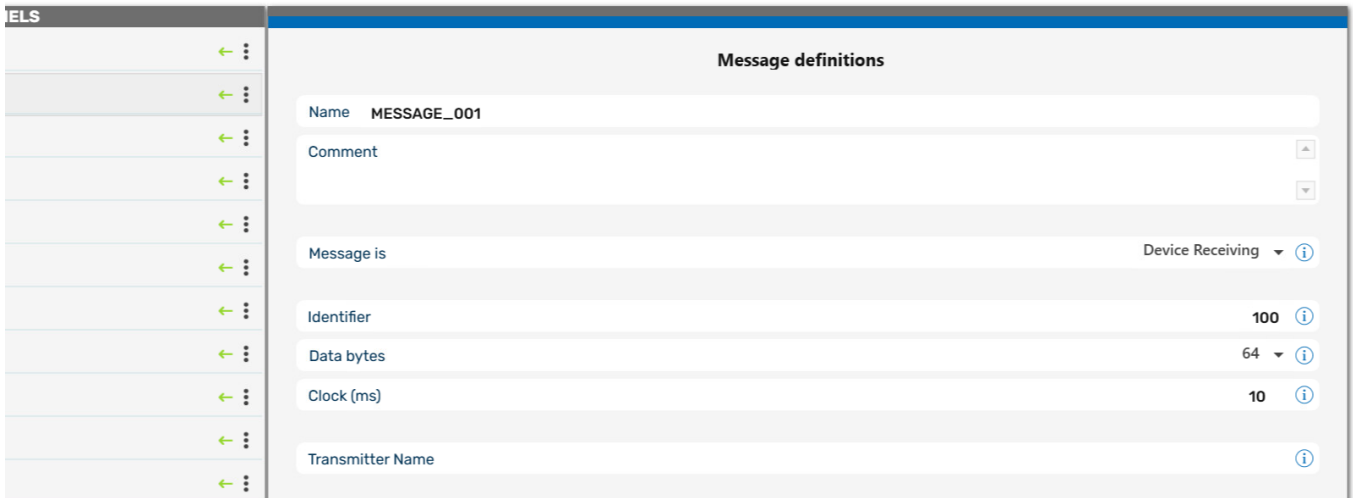 Message definitions
Name MESSAGE_001
Comment
Message is Device Receiving
Identifier 100
Data bytes 64
Clock (ms) 10
Transmitter Name